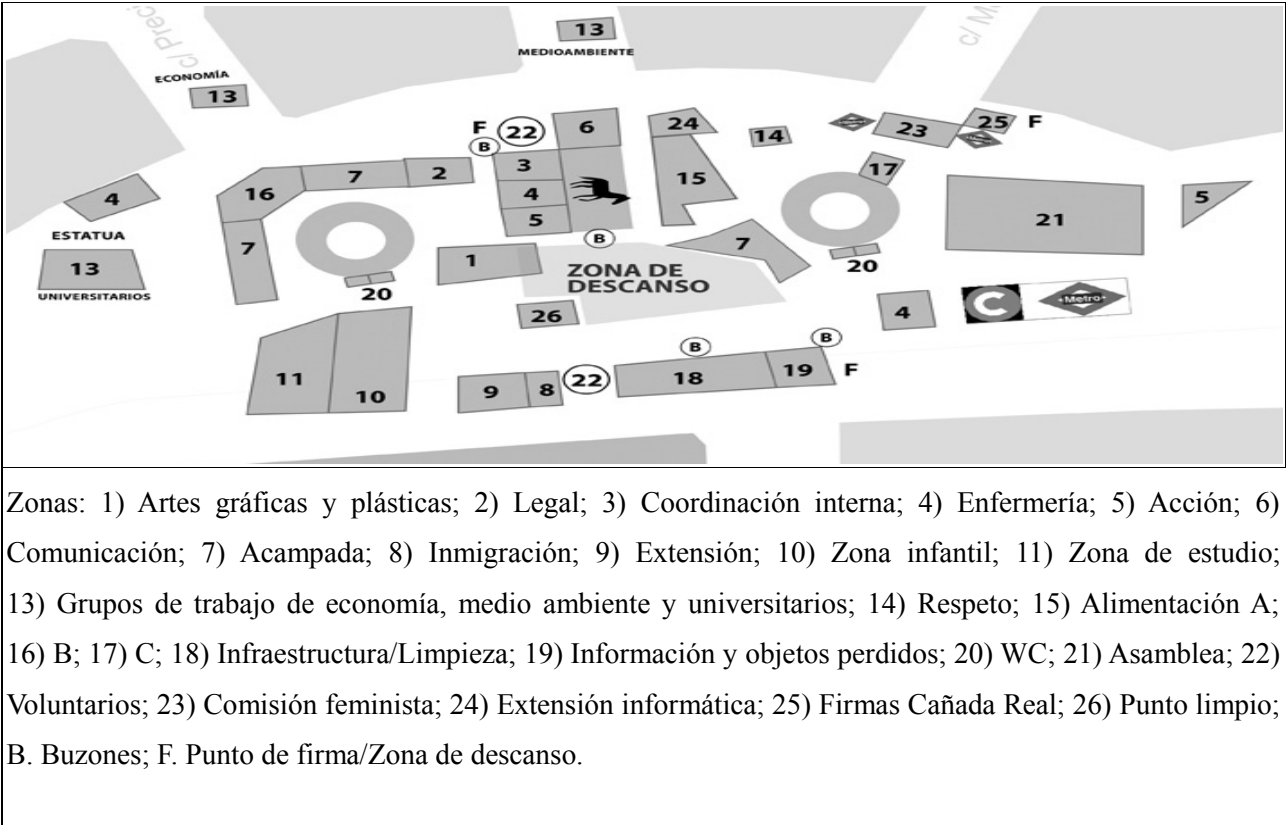 c/ Preci
c/ Mo
13
MEDIOAMBIENTE
ECONOMÍA
13
F 22 6 24 14 23 25 F
B
3
16 7 2 4 15 17
4
5
5
21
ESTATUA
13
UNIVERSITARIOS
7
1
B
7
ZONA DE
DESCANSO
20
20
26
4
C
Metro
B
B
11
10
9 8 22 18 19 F
Zonas: 1) Artes gráficas y plásticas; 2) Legal; 3) Coordinación interna; 4) Enfermería; 5) Acción; 6)
Comunicación; 7) Acampada; 8) Inmigración; 9) Extensión; 10) Zona infantil; 11) Zona de estudio;
13) Grupos de trabajo de economía, medio ambiente y universitarios; 14) Respeto; 15) Alimentación A;
16) B; 17) C; 18) Infraestructura/Limpieza; 19) Información y objetos perdidos; 20) WC; 21) Asamblea; 22)
Voluntarios; 23) Comisión feminista; 24) Extensión informática; 25) Firmas Cañada Real; 26) Punto limpio;
B. Buzones; F. Punto de firma/Zona de descanso.